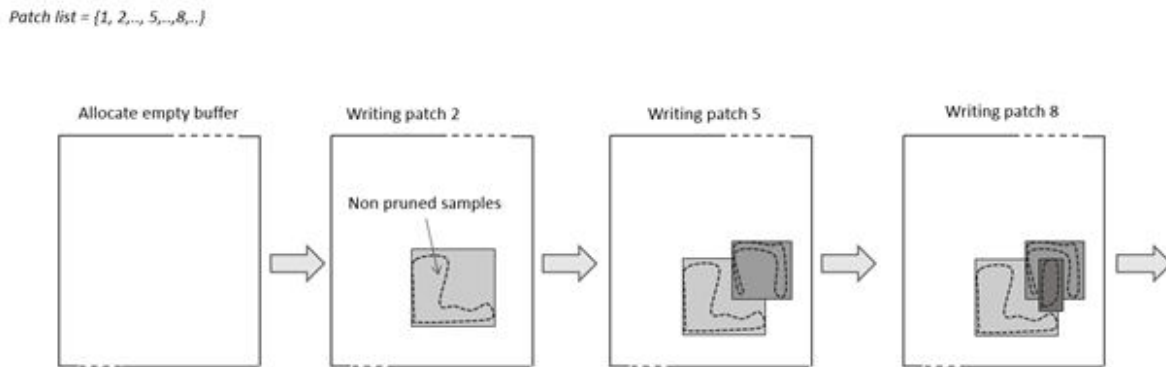 Patch list = {1, 2,.., 5,..,8,..}
Allocate empty buffer
Writing patch 2
Writing patch 5
Writing patch 8
Non pruned samples